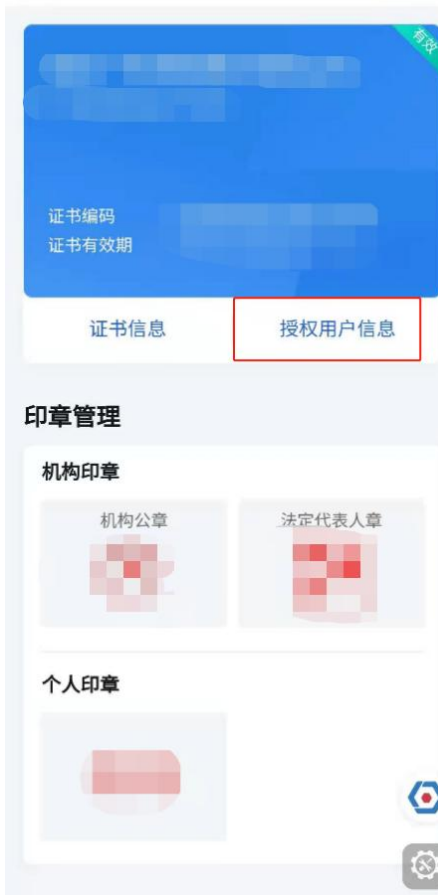 有效
证书编码
证书有效期
证书信息
授权用户信息
印章管理
机构印章
机构公章
法定代表人章
个人印章